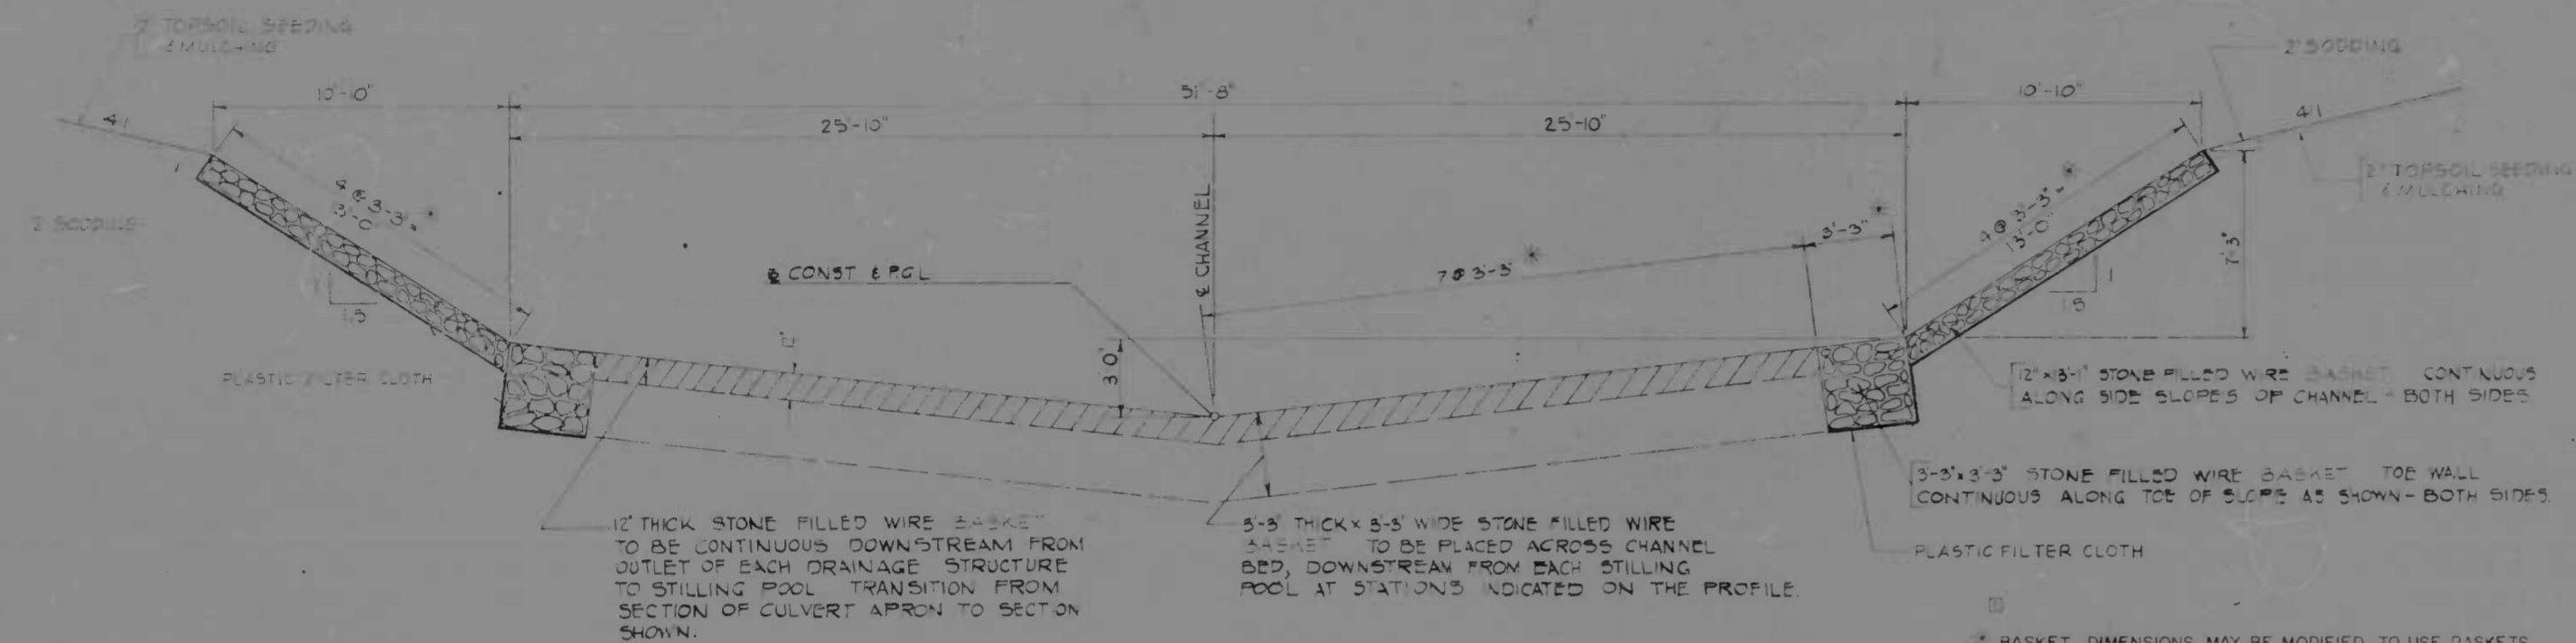 2" TOPSOIL SEEDING
& MULCHING
2" SODDING
10'-10"
51'-8"
10'-10"
25'-10"
25'-10"
4:1
4:1
1
2" TOPSOIL SEEDING
& MULCHING
4 @ 3'-3" = *
13'-0"
4 @ 3'-3" = *
13'-0"
℄ CHANNEL
3'-3" *
7 @ 3'-3" *
7'-3"
2" SODDING
℄ CONST & P.G.L.
1
1.5
1
1.5
12"
3'-0"
PLASTIC FILTER CLOTH
12" x 13'-1" STONE FILLED WIRE BASKET CONTINUOUS
ALONG SIDE SLOPES OF CHANNEL - BOTH SIDES
3'-3" x 3'-3" STONE FILLED WIRE BASKET TOE WALL
CONTINUOUS ALONG TOE OF SLOPE AS SHOWN - BOTH SIDES.
PLASTIC FILTER CLOTH
12" THICK STONE FILLED WIRE BASKET
TO BE CONTINUOUS DOWNSTREAM FROM
OUTLET OF EACH DRAINAGE STRUCTURE
TO STILLING POOL TRANSITION FROM
SECTION OF CULVERT APRON TO SECTION
SHOWN.
3'-3" THICK x 3'-3" WIDE STONE FILLED WIRE
BASKET TO BE PLACED ACROSS CHANNEL
BED, DOWNSTREAM FROM EACH STILLING
POOL AT STATIONS INDICATED ON THE PROFILE.
* BASKET DIMENSIONS MAY BE MODIFIED TO USE BASKETS